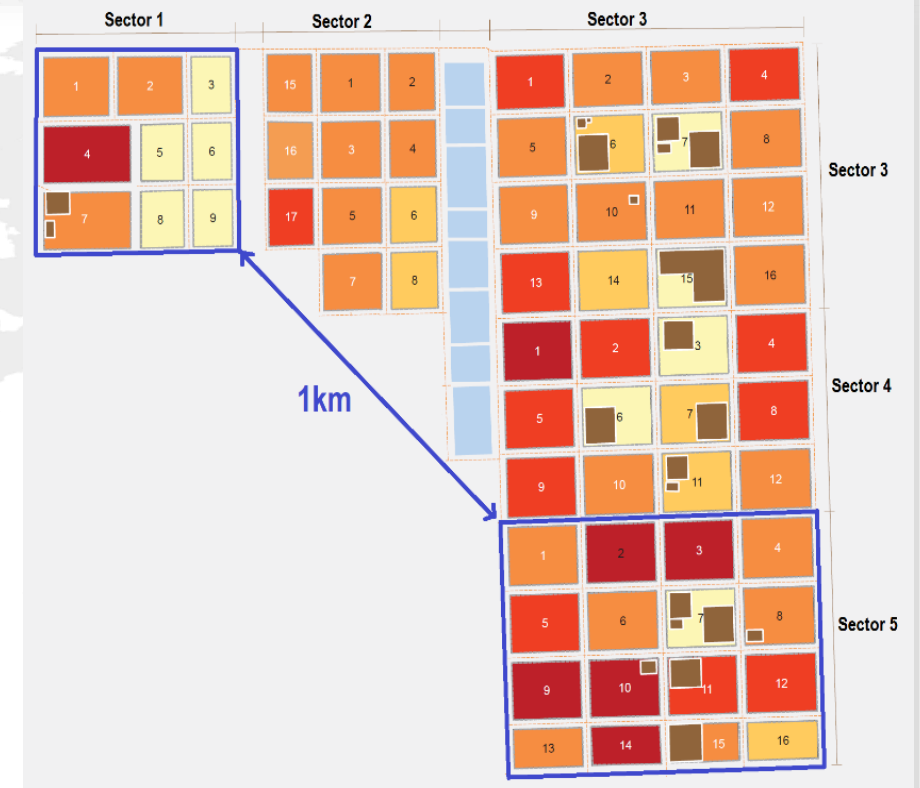 Sector 1 Sector 2 Sector 3
1 2 3 15 1 2 1 2 3 4
4 5 6 16 3 4 5 6 7 8
Sector 3
7 8 9 17 5 6 9 10 11 12
7 8 13 14 15 16
1 2 3 4
Sector 4
1km
5 6 7 8
9 10 11 12
1 2 3 4
5 6 7 8
Sector 5
9 10 11 12
13 14 15 16